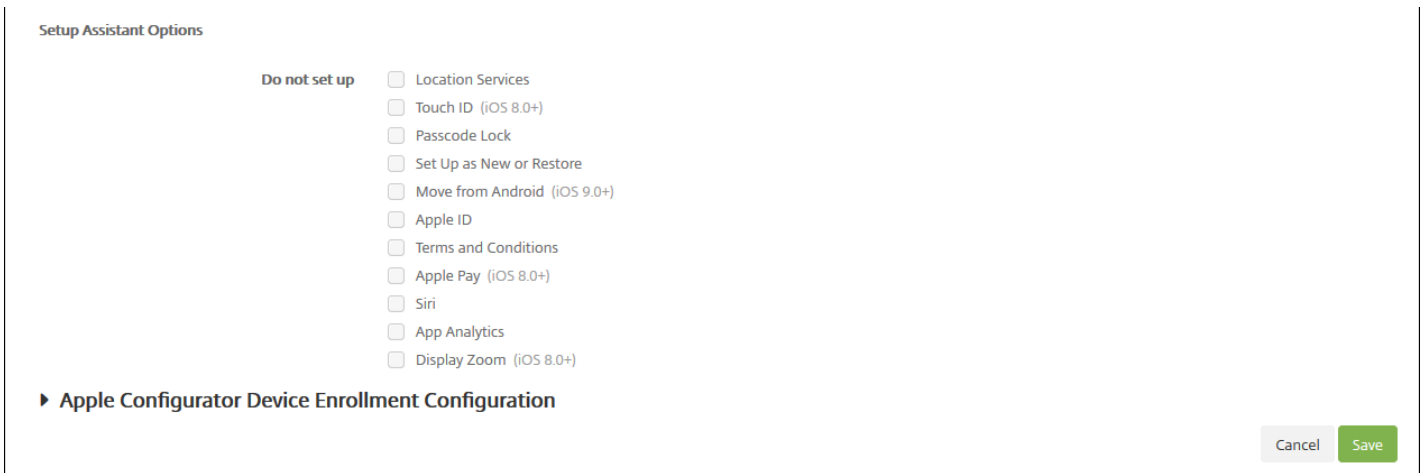 Setup Assistant Options
Do not set up Location Services
Touch ID (iOS 8.0+)
Passcode Lock
Set Up as New or Restore
Move from Android (iOS 9.0+)
Apple ID
Terms and Conditions
Apple Pay (iOS 8.0+)
Siri
App Analytics
Display Zoom (iOS 8.0+)
Apple Configurator Device Enrollment Configuration
Cancel Save